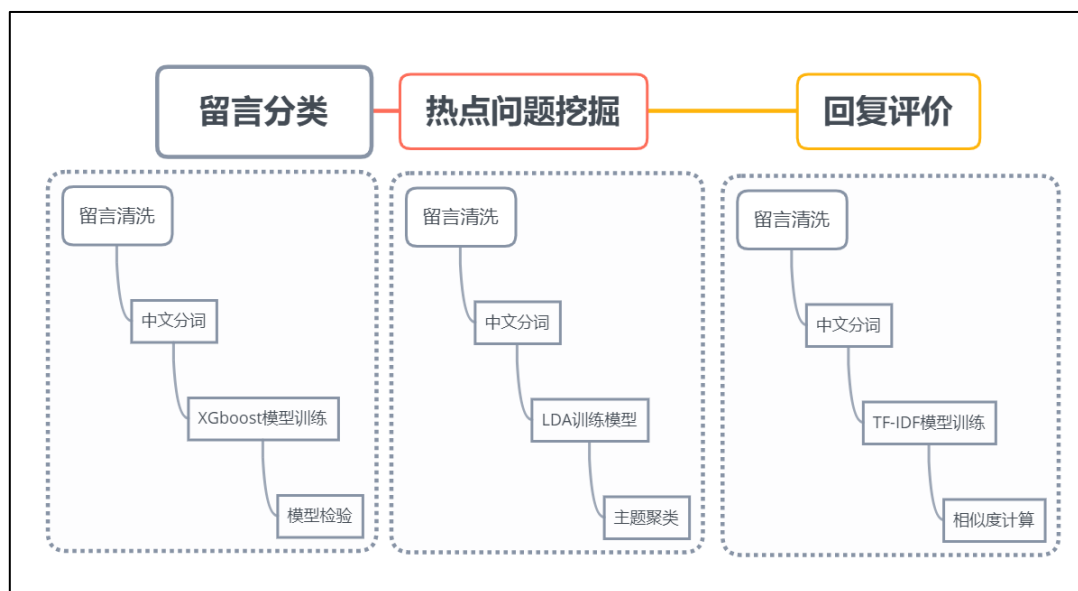 留言分类
热点问题挖掘
回复评价
留言清洗
中文分词
XGboost模型训练
模型检验
留言清洗
中文分词
LDA训练模型
主题聚类
留言清洗
中文分词
TF-IDF模型训练
相似度计算